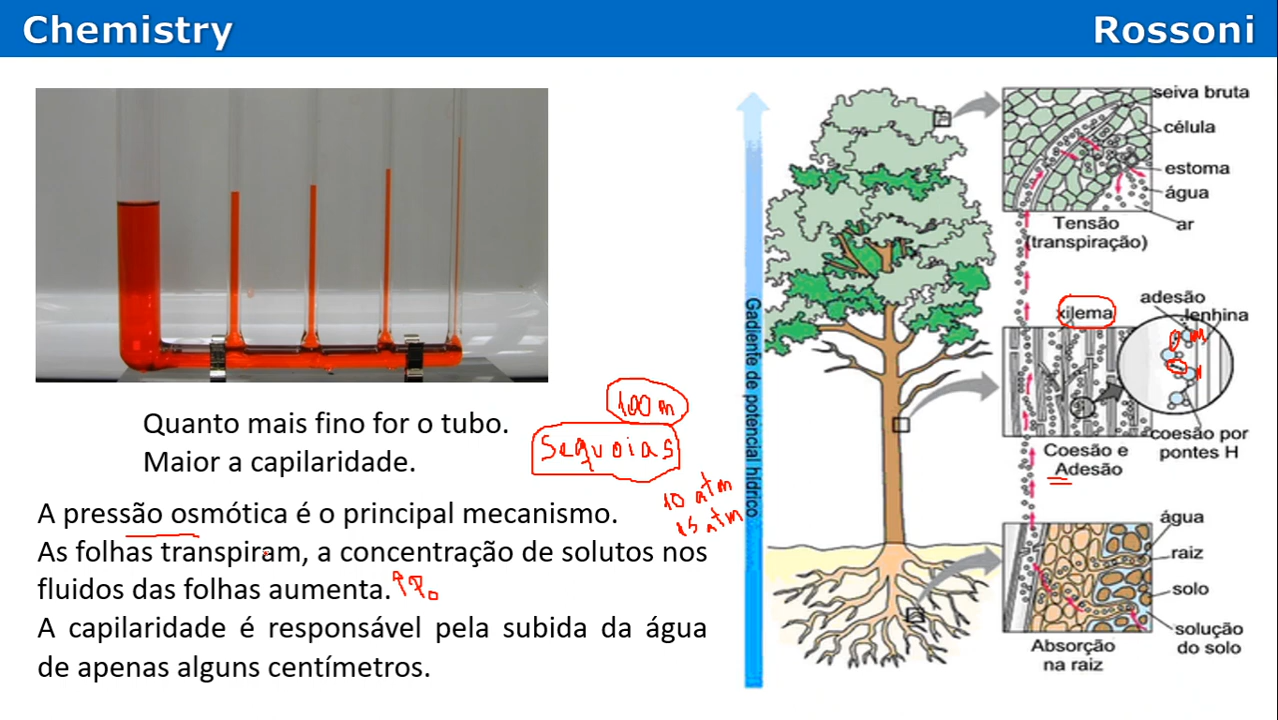 Chemistry
Rossoni
Quanto mais fino for o tubo.
Maior a capilaridade.
100 m
Sequoias
10 atm
15 atm
A pressão osmótica é o principal mecanismo.
As folhas transpiram, a concentração de solutos nos
fluidos das folhas aumenta.
A capilaridade é responsável pela subida da água
de apenas alguns centímetros.
Gadiente de potencial hídrico
seiva bruta
célula
estoma
água
ar
Tensão
(transpiração)
xilema
adesão
lenhina
coesão por
pontes H
Coesão e
Adesão
água
raiz
solo
solução
do solo
Absorção
na raiz